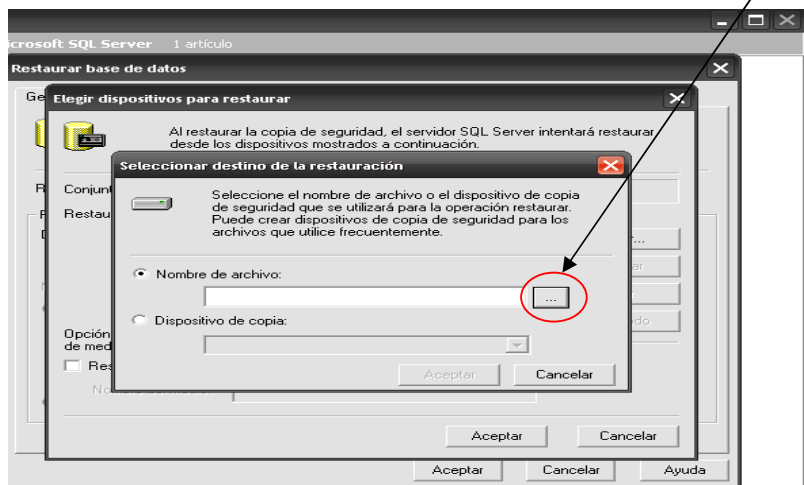 icrosoft SQL Server 1 artículo
Restaurar base de datos
Ge
Elegir dispositivos para restaurar
Al restaurar la copia de seguridad, el servidor SQL Server intentará restaurar
desde los dispositivos mostrados a continuación.
Seleccionar destino de la restauración
Conjun
Restau
Seleccione el nombre de archivo o el dispositivo de copia
de seguridad que se utilizará para la operación restaurar.
Puede crear dispositivos de copia de seguridad para los
archivos que utilice frecuentemente.
Nombre de archivo:
...
Dispositivo de copia:
Opción
de med
Res
Aceptar Cancelar
Aceptar Cancelar
Aceptar Cancelar Ayuda